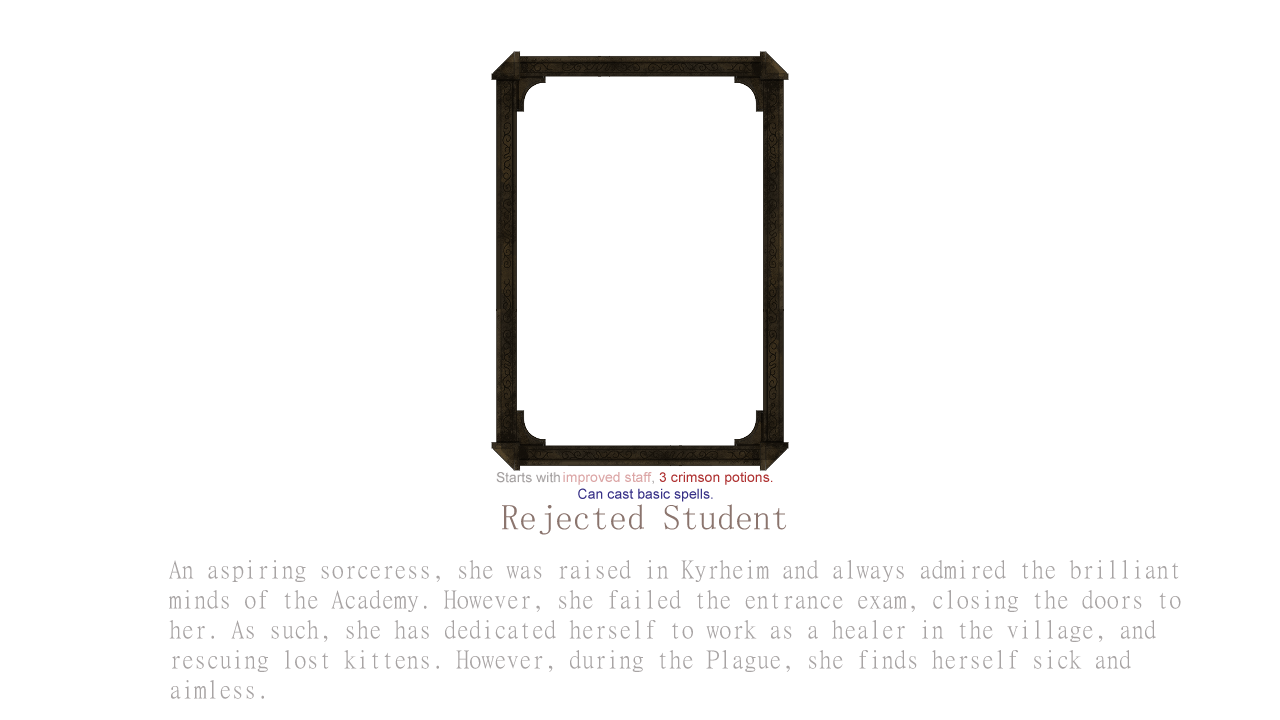 Starts with improved staff, 3 crimson potions.
Can cast basic spells.
Rejected Student
An aspiring sorceress, she was raised in Kyrheim and always admired the brilliant
minds of the Academy. However, she failed the entrance exam, closing the doors to
her. As such, she has dedicated herself to work as a healer in the village, and
rescuing lost kittens. However, during the Plague, she finds herself sick and
aimless.